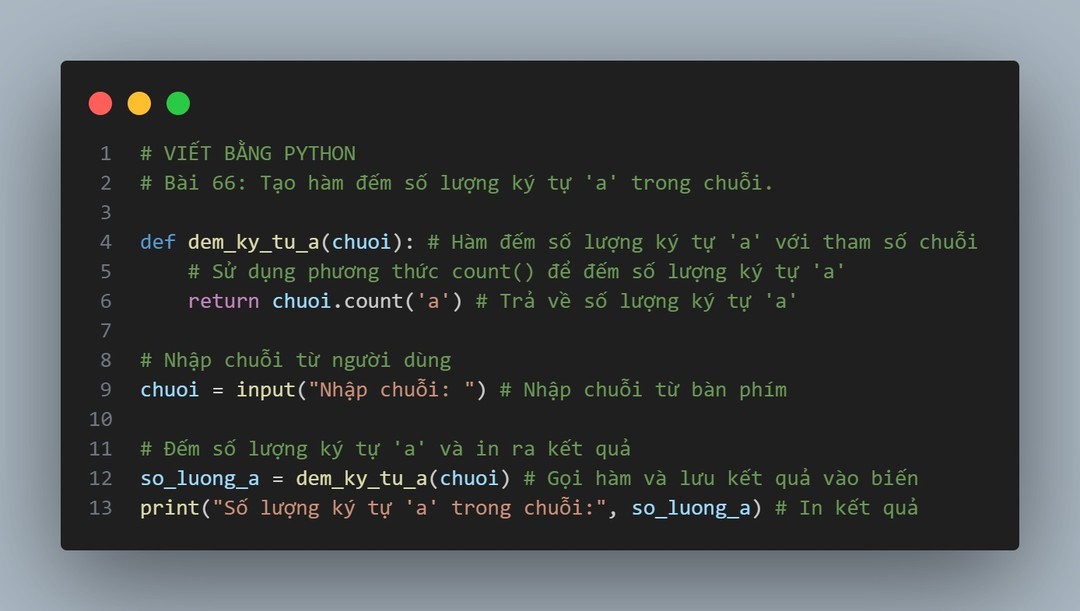 1 # VIẾT BẰNG PYTHON
2 # Bài 66: Tạo hàm đếm số lượng ký tự 'a' trong chuỗi.
3
4 def dem_ky_tu_a(chuoi): # Hàm đếm số lượng ký tự 'a' với tham số chuỗi
5     # Sử dụng phương thức count() để đếm số lượng ký tự 'a'
6     return chuoi.count('a') # Trả về số lượng ký tự 'a'
7
8 # Nhập chuỗi từ người dùng
9 chuoi = input("Nhập chuỗi: ") # Nhập chuỗi từ bàn phím
10
11 # Đếm số lượng ký tự 'a' và in ra kết quả
12 so_luong_a = dem_ky_tu_a(chuoi) # Gọi hàm và lưu kết quả vào biến
13 print("Số lượng ký tự 'a' trong chuỗi:", so_luong_a) # In kết quả